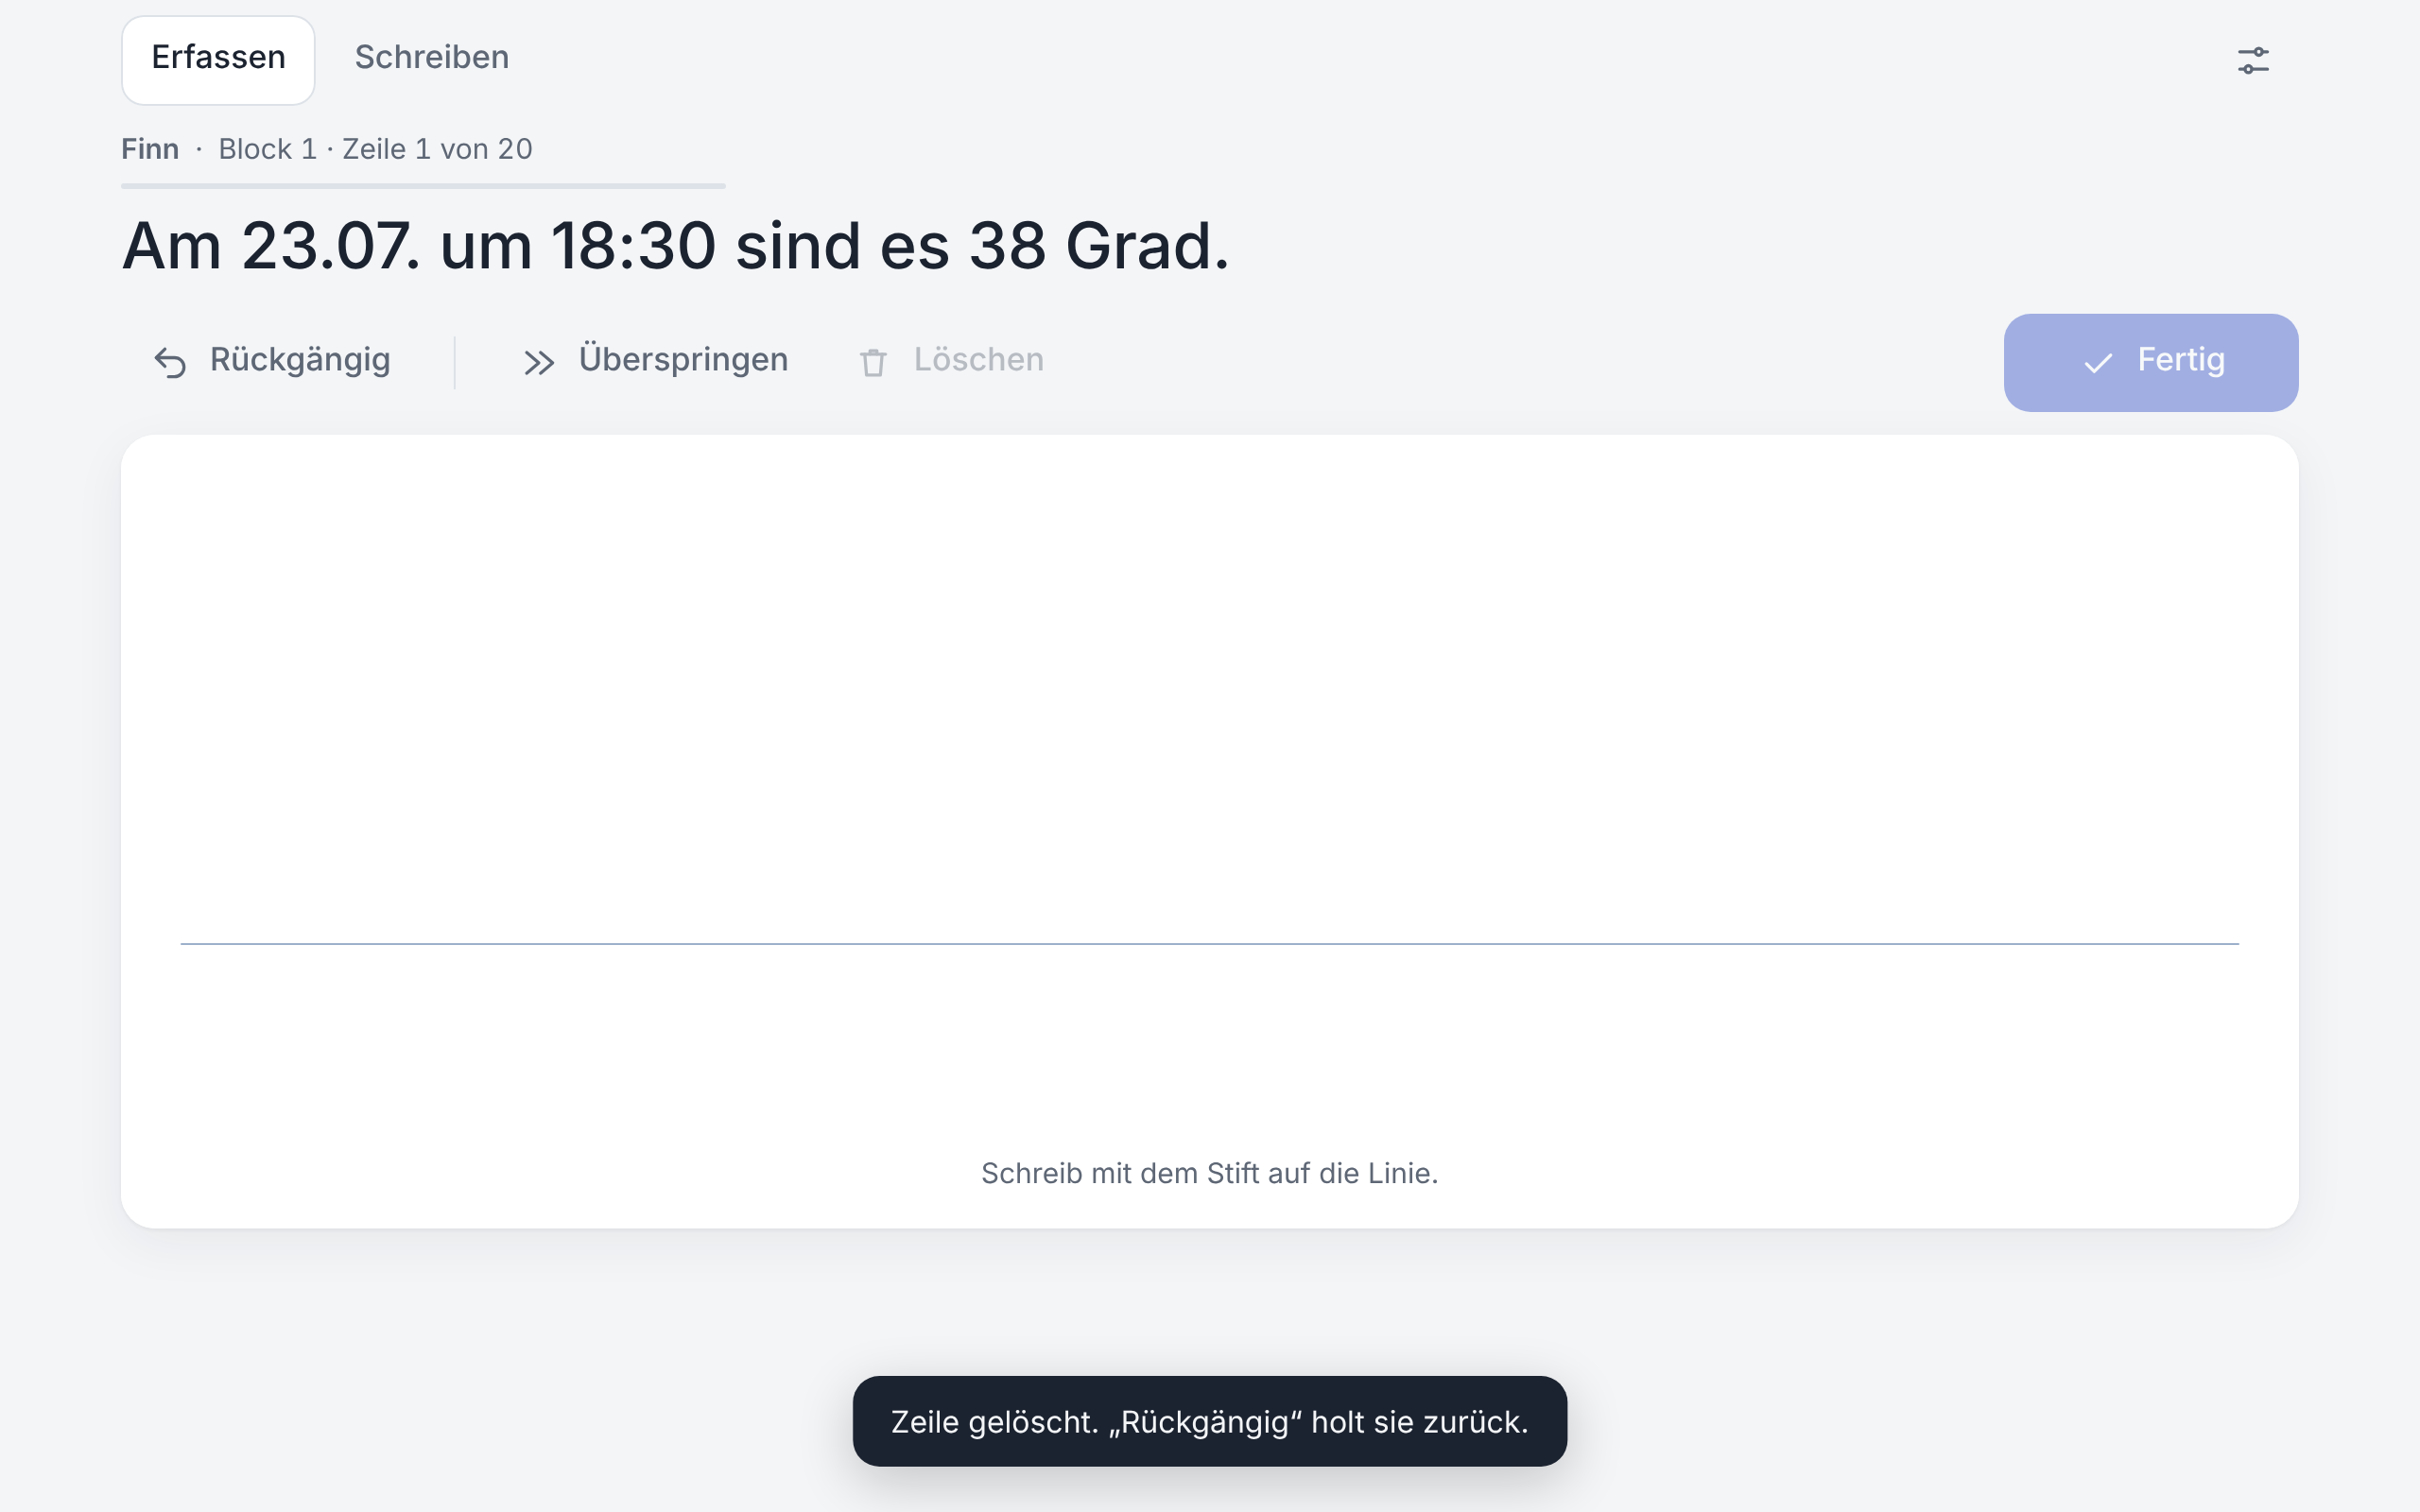 Erfassen Schreiben
Finn · Block 1 · Zeile 1 von 20
Am 23.07. um 18:30 sind es 38 Grad.
Rückgängig Überspringen Löschen Fertig
Schreib mit dem Stift auf die Linie.
Zeile gelöscht. „Rückgängig“ holt sie zurück.